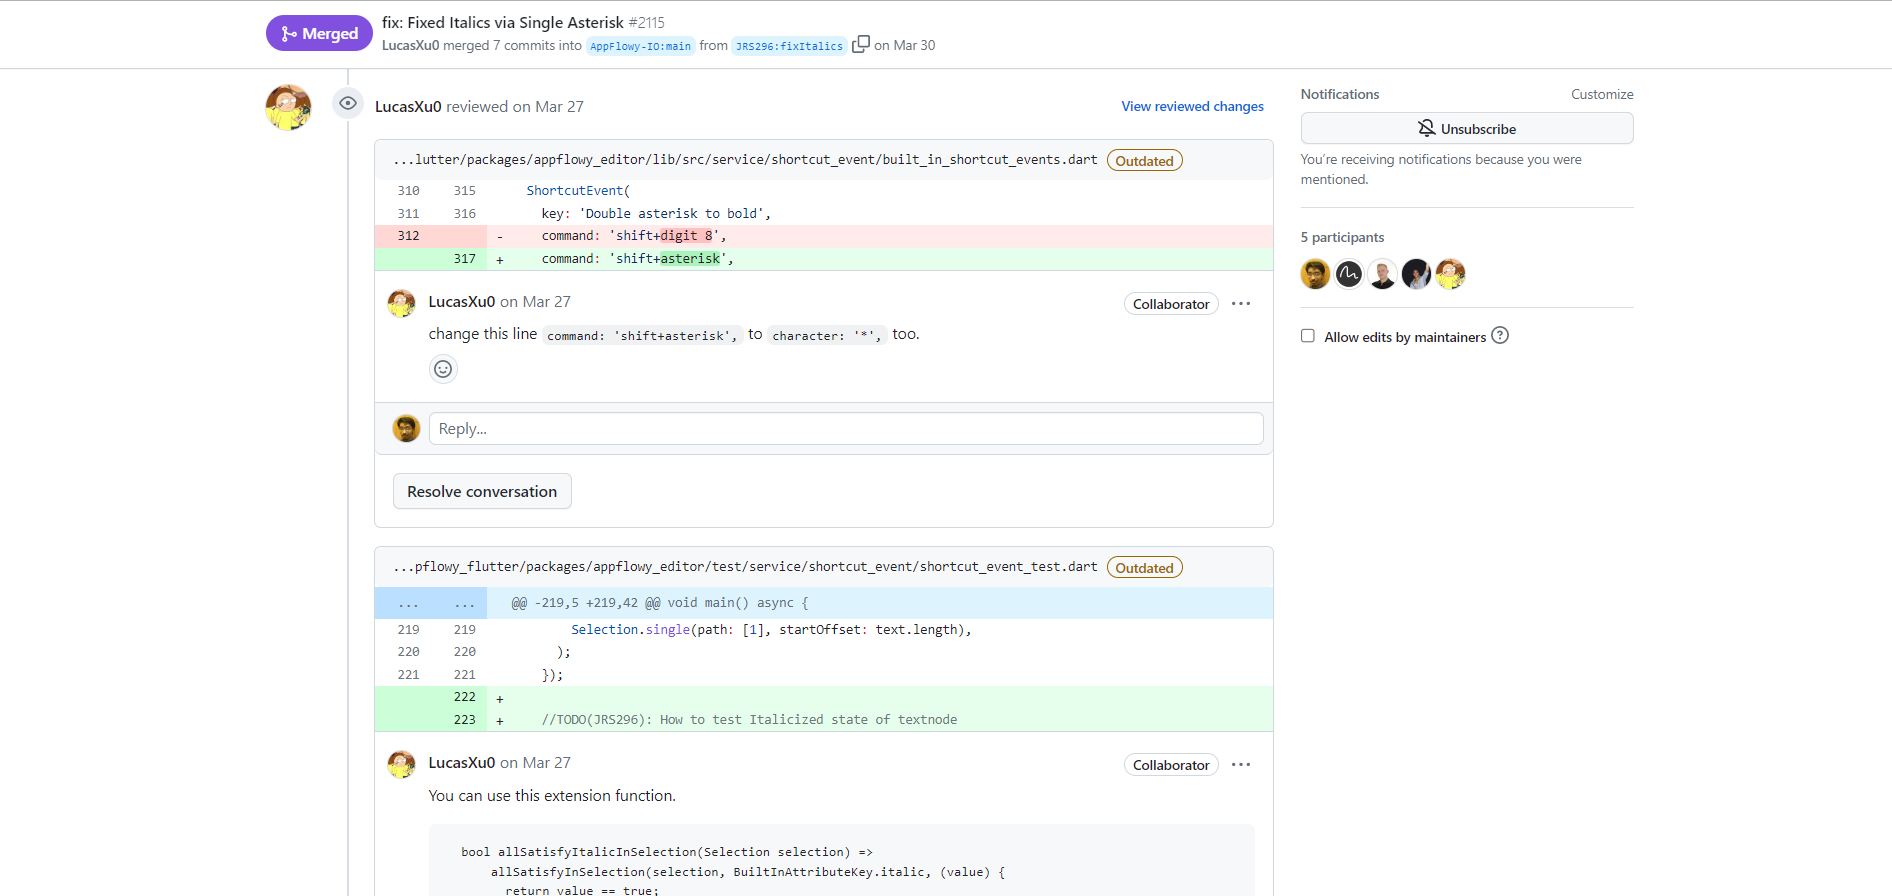 Merged
fix: Fixed Italics via Single Asterisk #2115
LucasXu0 merged 7 commits into AppFlowy-IO:main from JRS296:fixItalics on Mar 30
LucasXu0 reviewed on Mar 27
View reviewed changes
...lutter/packages/appflowy_editor/lib/src/service/shortcut_event/built_in_shortcut_events.dart Outdated
310 315 ShortcutEvent(
311 316 key: 'Double asterisk to bold',
312 - command: 'shift+digit 8',
317 + command: 'shift+asterisk',
LucasXu0 on Mar 27
Collaborator
change this line command: 'shift+asterisk', to character: '*', too.
Reply...
Resolve conversation
...pflowy_flutter/packages/appflowy_editor/test/service/shortcut_event/shortcut_event_test.dart Outdated
... ... @@ -219,5 +219,42 @@ void main() async {
219 219 Selection.single(path: [1], startOffset: text.length),
220 220 );
221 221 });
222 +
223 + //TODO(JRS296): How to test Italicized state of textnode
LucasXu0 on Mar 27
Collaborator
You can use this extension function.
bool allSatisfyItalicInSelection(Selection selection) =>
allSatisfyInSelection(selection, BuiltInAttributeKey.italic, (value) {
return value == true;
Notifications
Customize
Unsubscribe
You're receiving notifications because you were
mentioned.
5 participants
Allow edits by maintainers